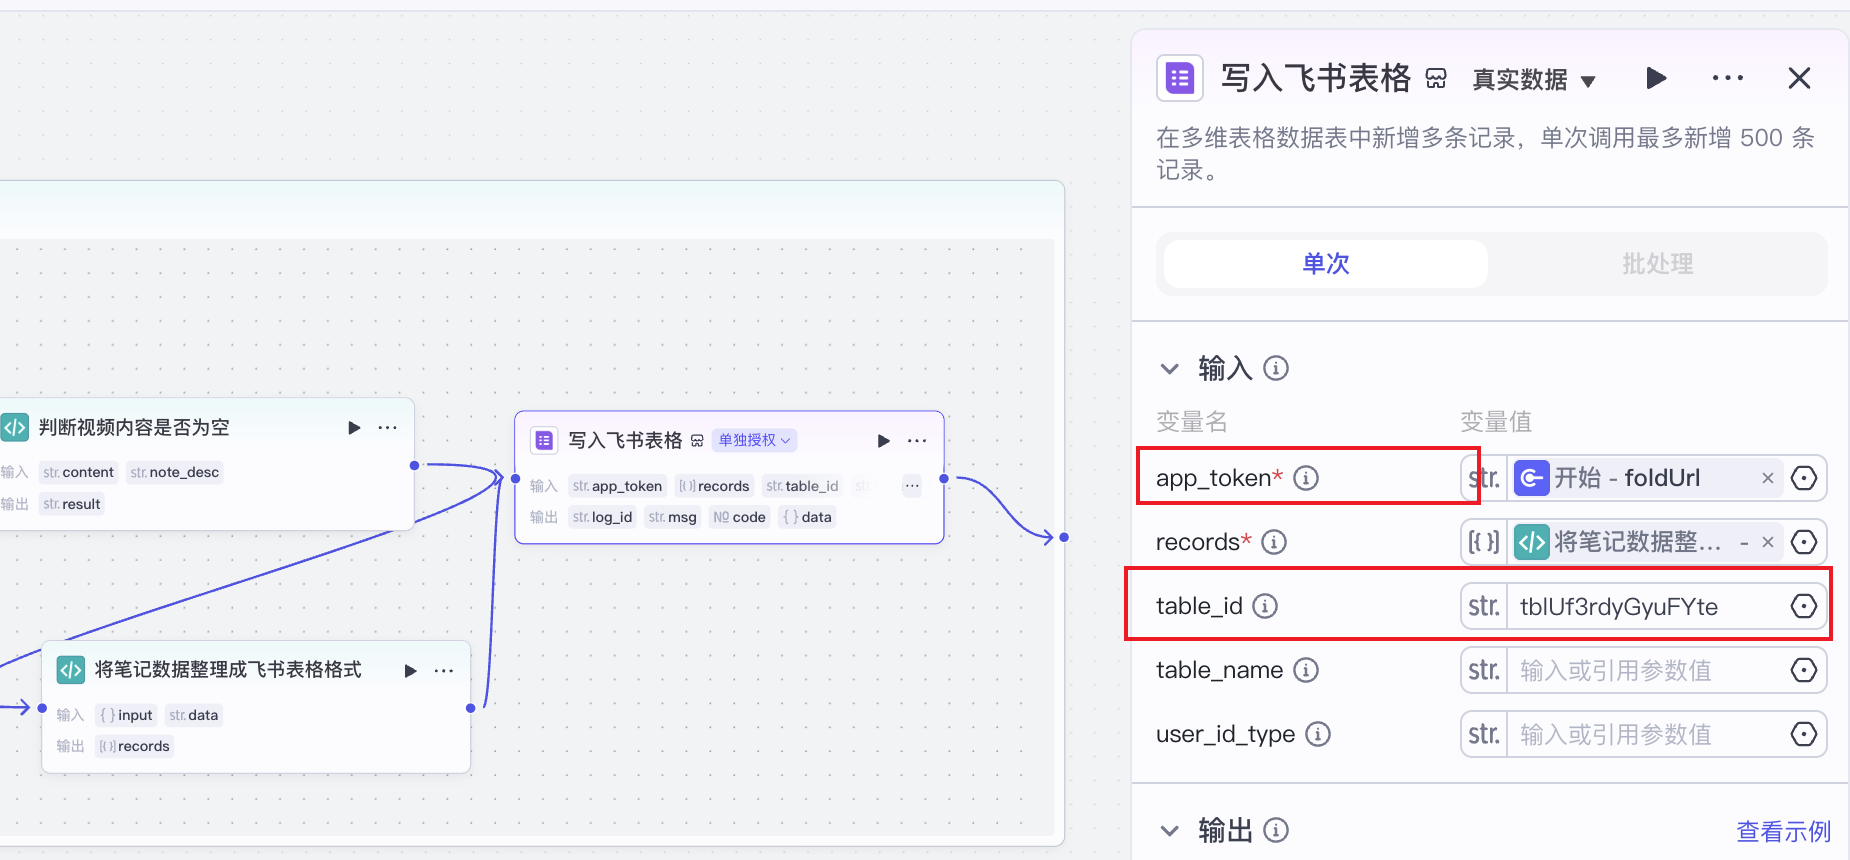 判断视频内容是否为空
输入 str. content str. note_desc
输出 str. result
将笔记数据整理成飞书表格格式
输入 { } input str. data
输出 [{}] records
写入飞书表格 单独授权
输入 str. app_token [{}] records str. table_id str. ...
输出 str. log_id str. msg № code { } data
写入飞书表格 真实数据
在多维表格数据表中新增多条记录，单次调用最多新增 500 条
记录。
单次 批处理
输入
变量名 变量值
app_token* str. 开始 - foldUrl
records* [{}] 将笔记数据整... -
table_id str. tblUf3rdyGyuFYte
table_name str. 输入或引用参数值
user_id_type str. 输入或引用参数值
输出 查看示例